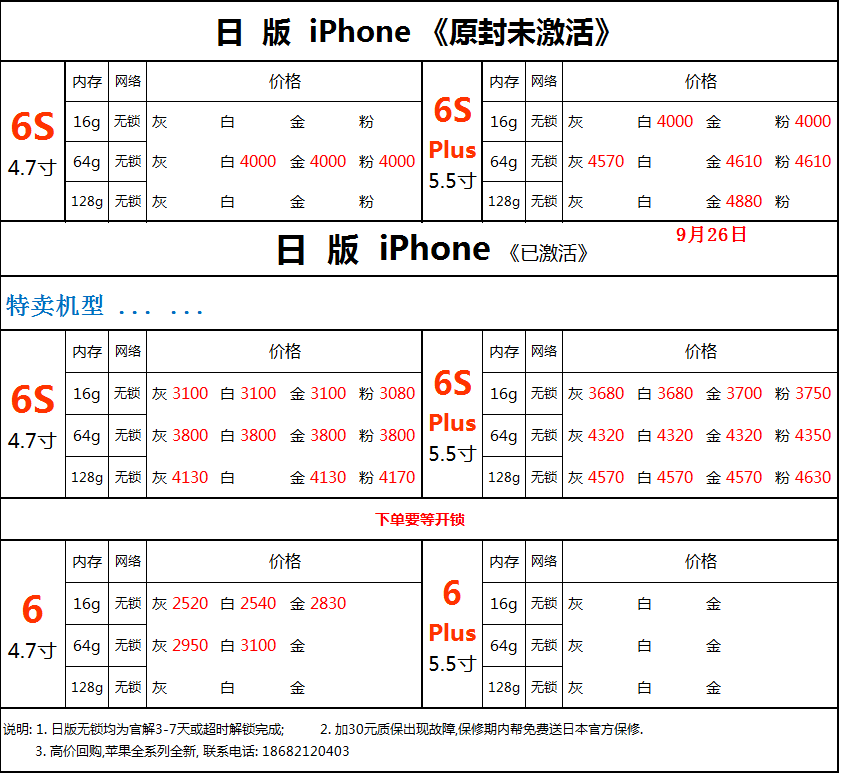 日 版 iPhone 《原封未激活》
6S 4.7寸
内存 网络 价格
16g 无锁 灰 白 金 粉
64g 无锁 灰 白 4000 金 4000 粉 4000
128g 无锁 灰 白 金 粉
6S Plus 5.5寸
内存 网络 价格
16g 无锁 灰 白 4000 金 粉 4000
64g 无锁 灰 4570 白 金 4610 粉 4610
128g 无锁 灰 白 金 4880 粉
日 版 iPhone 《已激活》
9月26日
特卖机型 ... ...
6S 4.7寸
内存 网络 价格
16g 无锁 灰 3100 白 3100 金 3100 粉 3080
64g 无锁 灰 3800 白 3800 金 3800 粉 3800
128g 无锁 灰 4130 白 金 4130 粉 4170
6S Plus 5.5寸
内存 网络 价格
16g 无锁 灰 3680 白 3680 金 3700 粉 3750
64g 无锁 灰 4320 白 4320 金 4320 粉 4350
128g 无锁 灰 4570 白 4570 金 4570 粉 4630
下单要等开锁
6 4.7寸
内存 网络 价格
16g 无锁 灰 2520 白 2540 金 2830
64g 无锁 灰 2950 白 3100 金
128g 无锁 灰 白 金
6 Plus 5.5寸
内存 网络 价格
16g 无锁 灰 白 金
64g 无锁 灰 白 金
128g 无锁 灰 白 金
说明: 1. 日版无锁均为官解3-7天或超时解锁完成; 2. 加30元质保出现故障,保修期内帮免费送日本官方保修.
3. 高价回购,苹果全系列全新, 联系电话: 18682120403